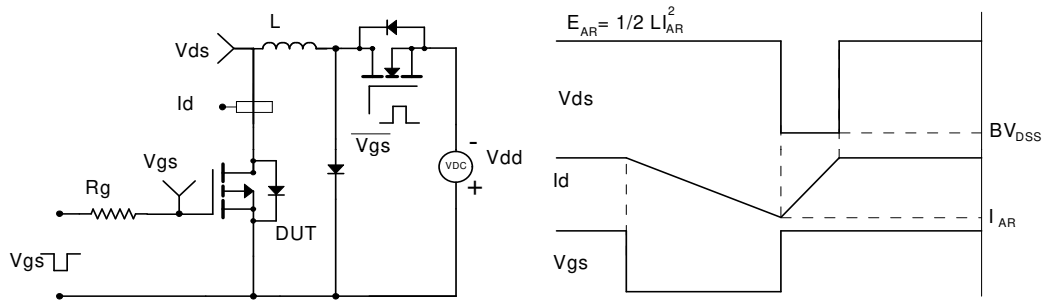 L
E_AR= 1/2 LI_AR^2
Vds
Vds
Id
Vgs
BV_DSS
Vgs
-
VDC
Vdd
+
Id
Rg
DUT
I_AR
Vgs
Vgs